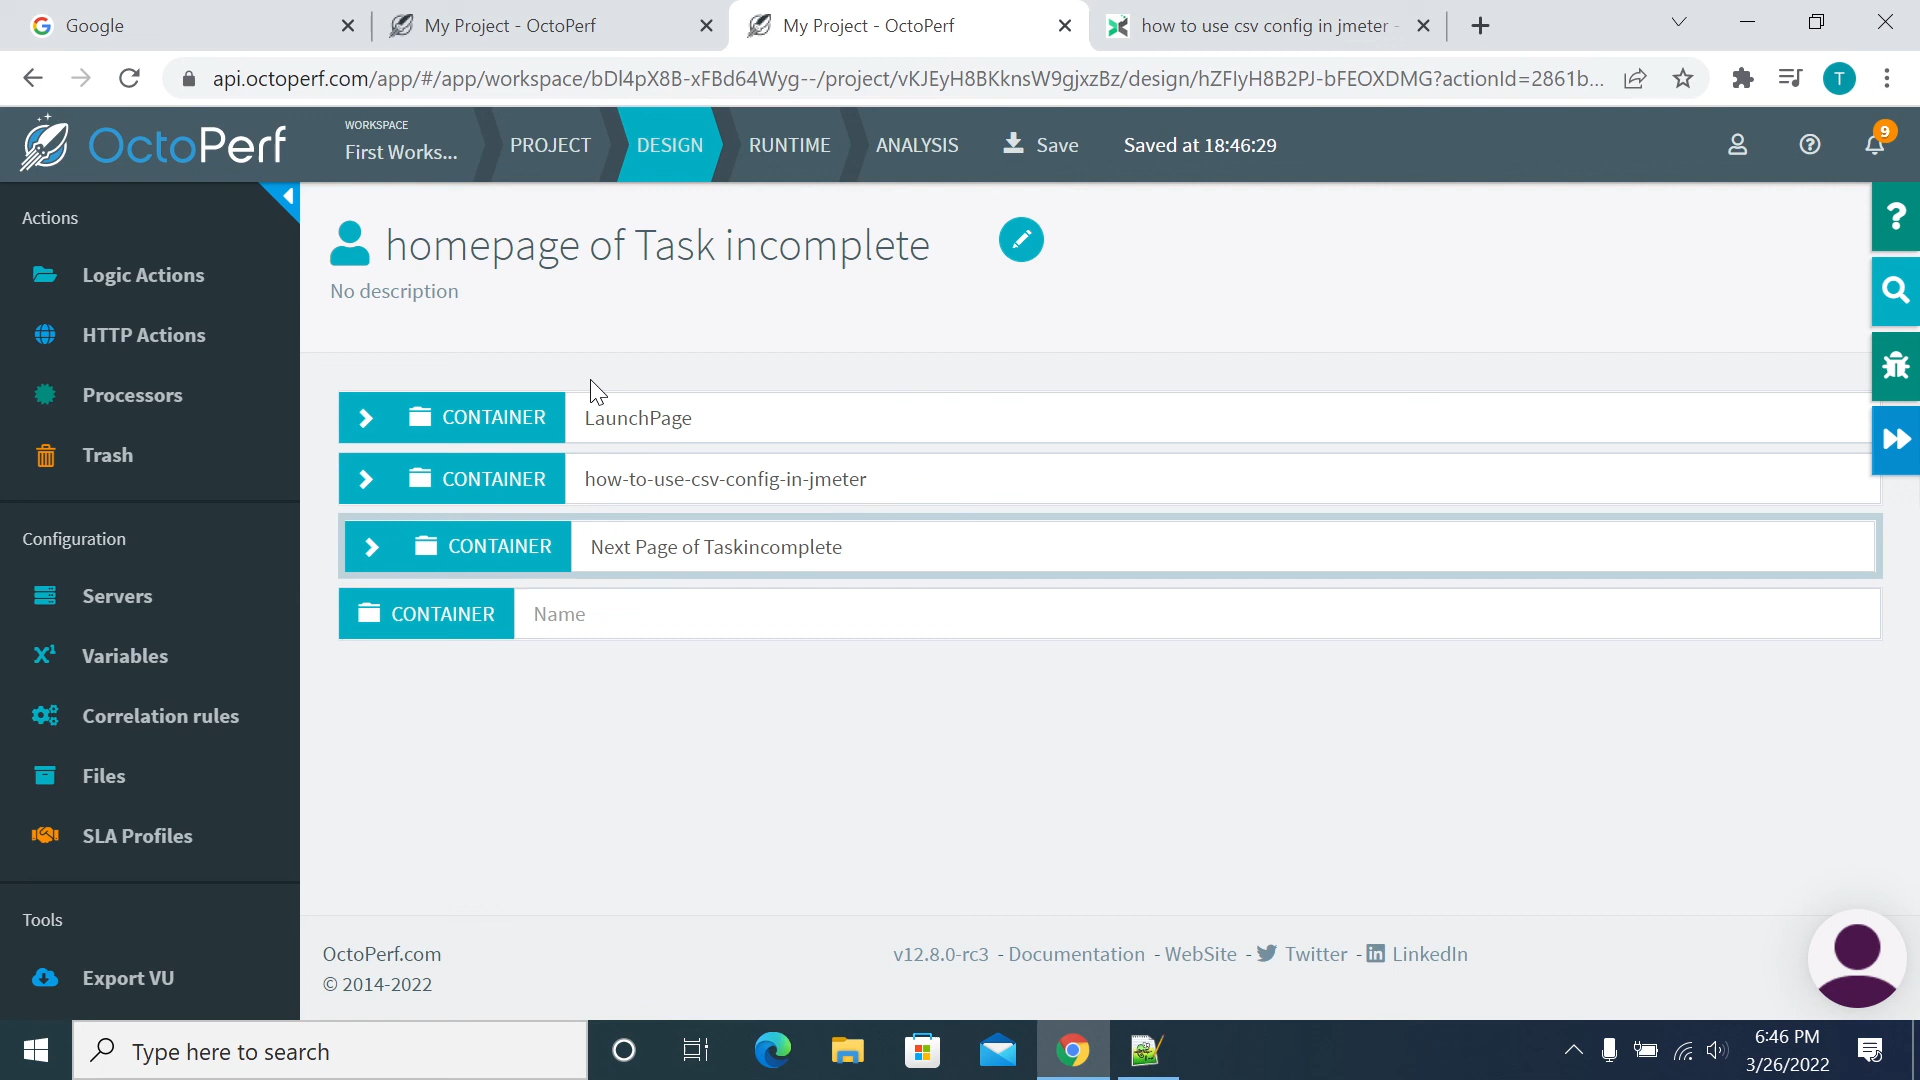 Google
My Project - OctoPerf
My Project - OctoPerf
how to use csv config in jmeter -
api.octoperf.com/app/#/app/workspace/bDl4pX8B-xFBd64Wyg--/project/vKJEyH8BKknsW9gjxzBz/design/hZFIyH8B2PJ-bFEOXDMG?actionId=2861b...
T
OctoPerf
WORKSPACE
First Works...
PROJECT
DESIGN
RUNTIME
ANALYSIS
Save
Saved at 18:46:29
9
Actions
Logic Actions
HTTP Actions
Processors
Trash
Configuration
Servers
Variables
Correlation rules
Files
SLA Profiles
Tools
Export VU
homepage of Task incomplete
No description
CONTAINER LaunchPage
CONTAINER how-to-use-csv-config-in-jmeter
CONTAINER Next Page of Taskincomplete
CONTAINER Name
OctoPerf.com
© 2014-2022
v12.8.0-rc3 - Documentation - WebSite - Twitter - LinkedIn
Type here to search
6:46 PM
3/26/2022